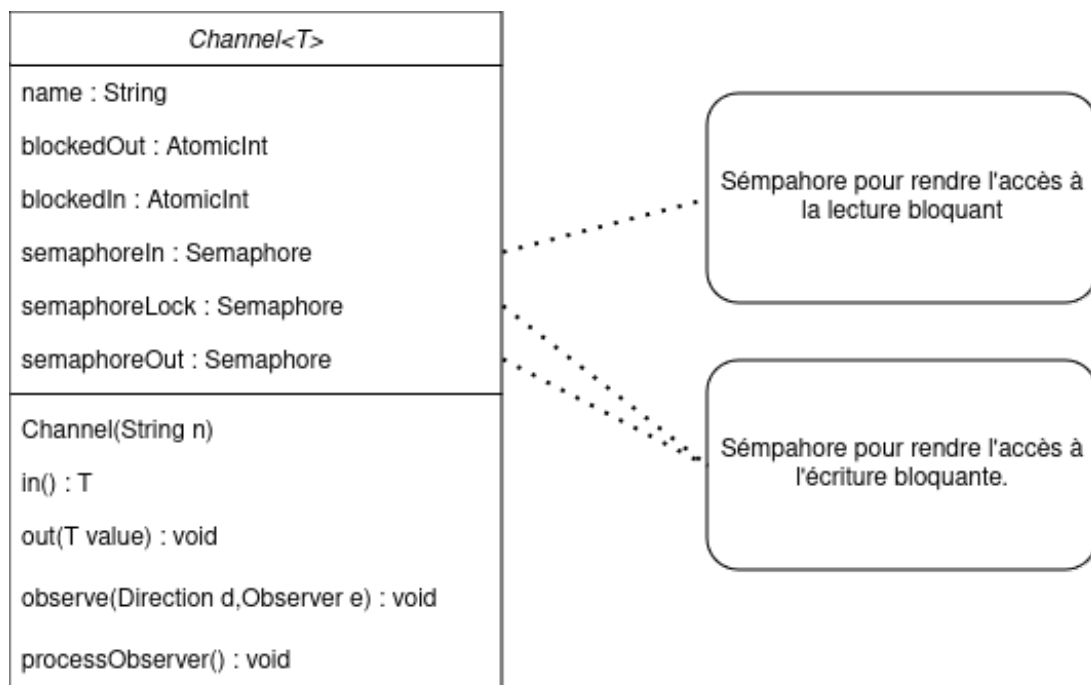 Channel<T>
name : String
blockedOut : AtomicInt
blockedIn : AtomicInt
semaphoreIn : Semaphore
semaphoreLock : Semaphore
semaphoreOut : Semaphore
Channel(String n)
in() : T
out(T value) : void
observe(Direction d,Observer e) : void
processObserver() : void
Sémpahore pour rendre l'accès à
la lecture bloquant
Sémpahore pour rendre l'accès à
l'écriture bloquante.